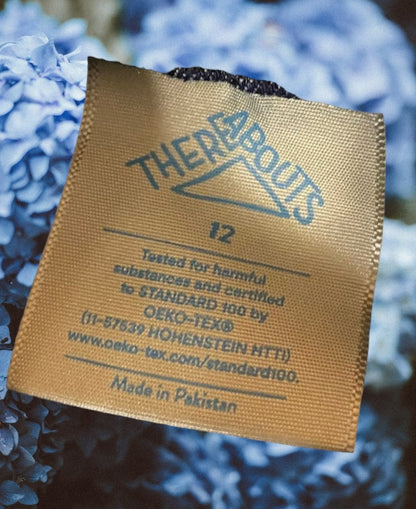 THEREABOUTS
12
Tested for harmful
substances and certified
to STANDARD 100 by
OEKO-TEX®
(11-57639 HOHENSTEIN HTTI)
www.oeko-tex.com/standard100.
Made in Pakistan